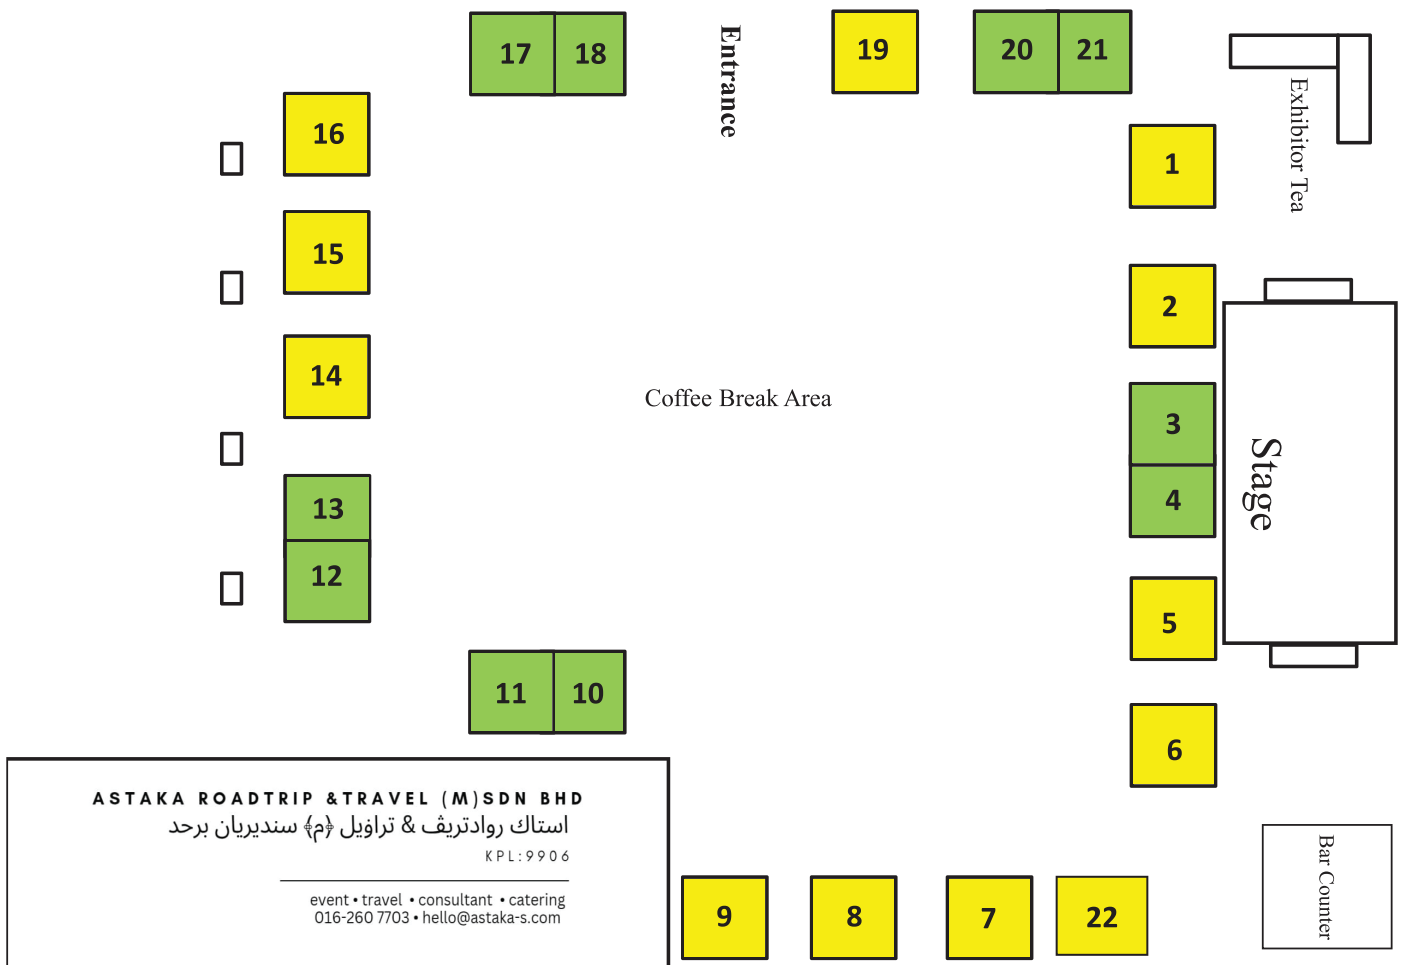 17
18
Entrance
19
20
21
Exhibitor Tea
16
1
15
2
14
Coffee Break Area
3
Stage
13
4
12
5
11
10
6
ASTAKA ROADTRIP &TRAVEL (M)SDN BHD
استاك روادتريڤ & تراۏيل ﴿م﴾ سنديريان برحد
KPL:9906
event • travel • consultant • catering
016-260 7703 • hello@astaka-s.com
Bar Counter
9
8
7
22